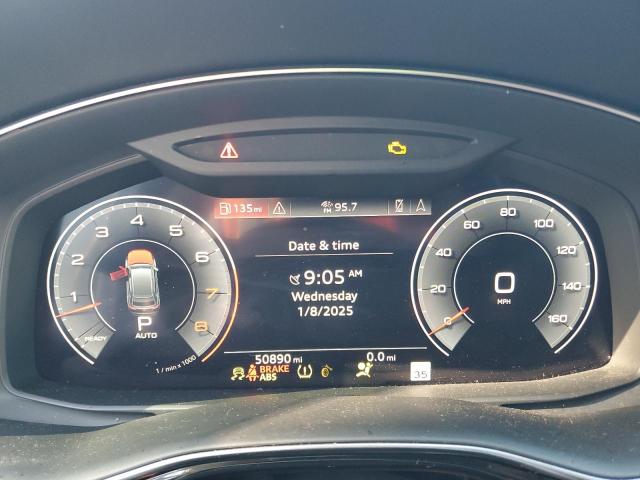 135 mi FM 95.7
Date & time
9:05 AM
Wednesday
1/8/2025
1 2 3 4 5 6 7 8
READY
P
AUTO
1 / min x 1000
0 20 40 60 80 100 120 140 160
0
MPH
50890 mi 0.0 mi
BRAKE
ABS
35